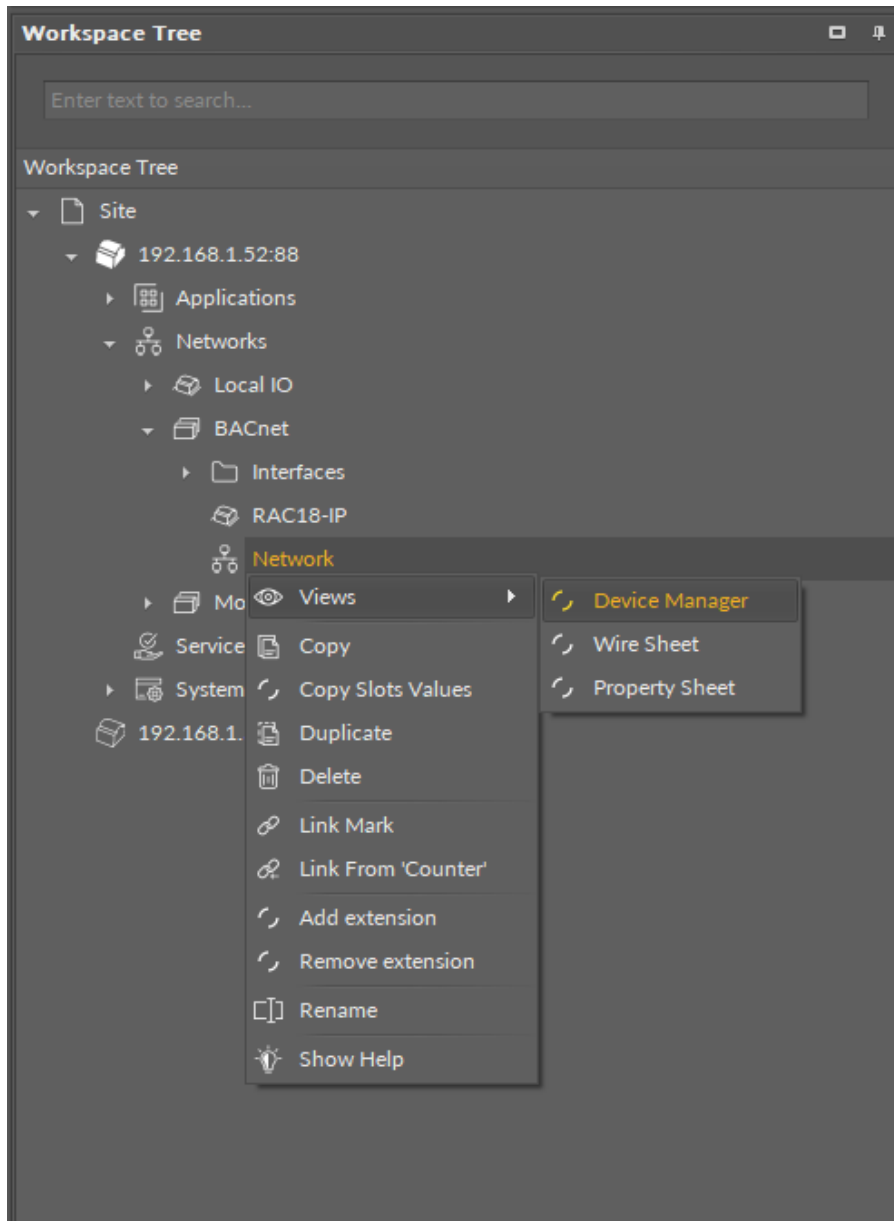 Workspace Tree
Enter text to search...
Workspace Tree
Site
192.168.1.52:88
Applications
Networks
Local IO
BACnet
Interfaces
RAC18-IP
Network
Mo
Views
Device Manager
Wire Sheet
Property Sheet
Service
Copy
System
Copy Slots Values
192.168.1.
Duplicate
Delete
Link Mark
Link From 'Counter'
Add extension
Remove extension
Rename
Show Help